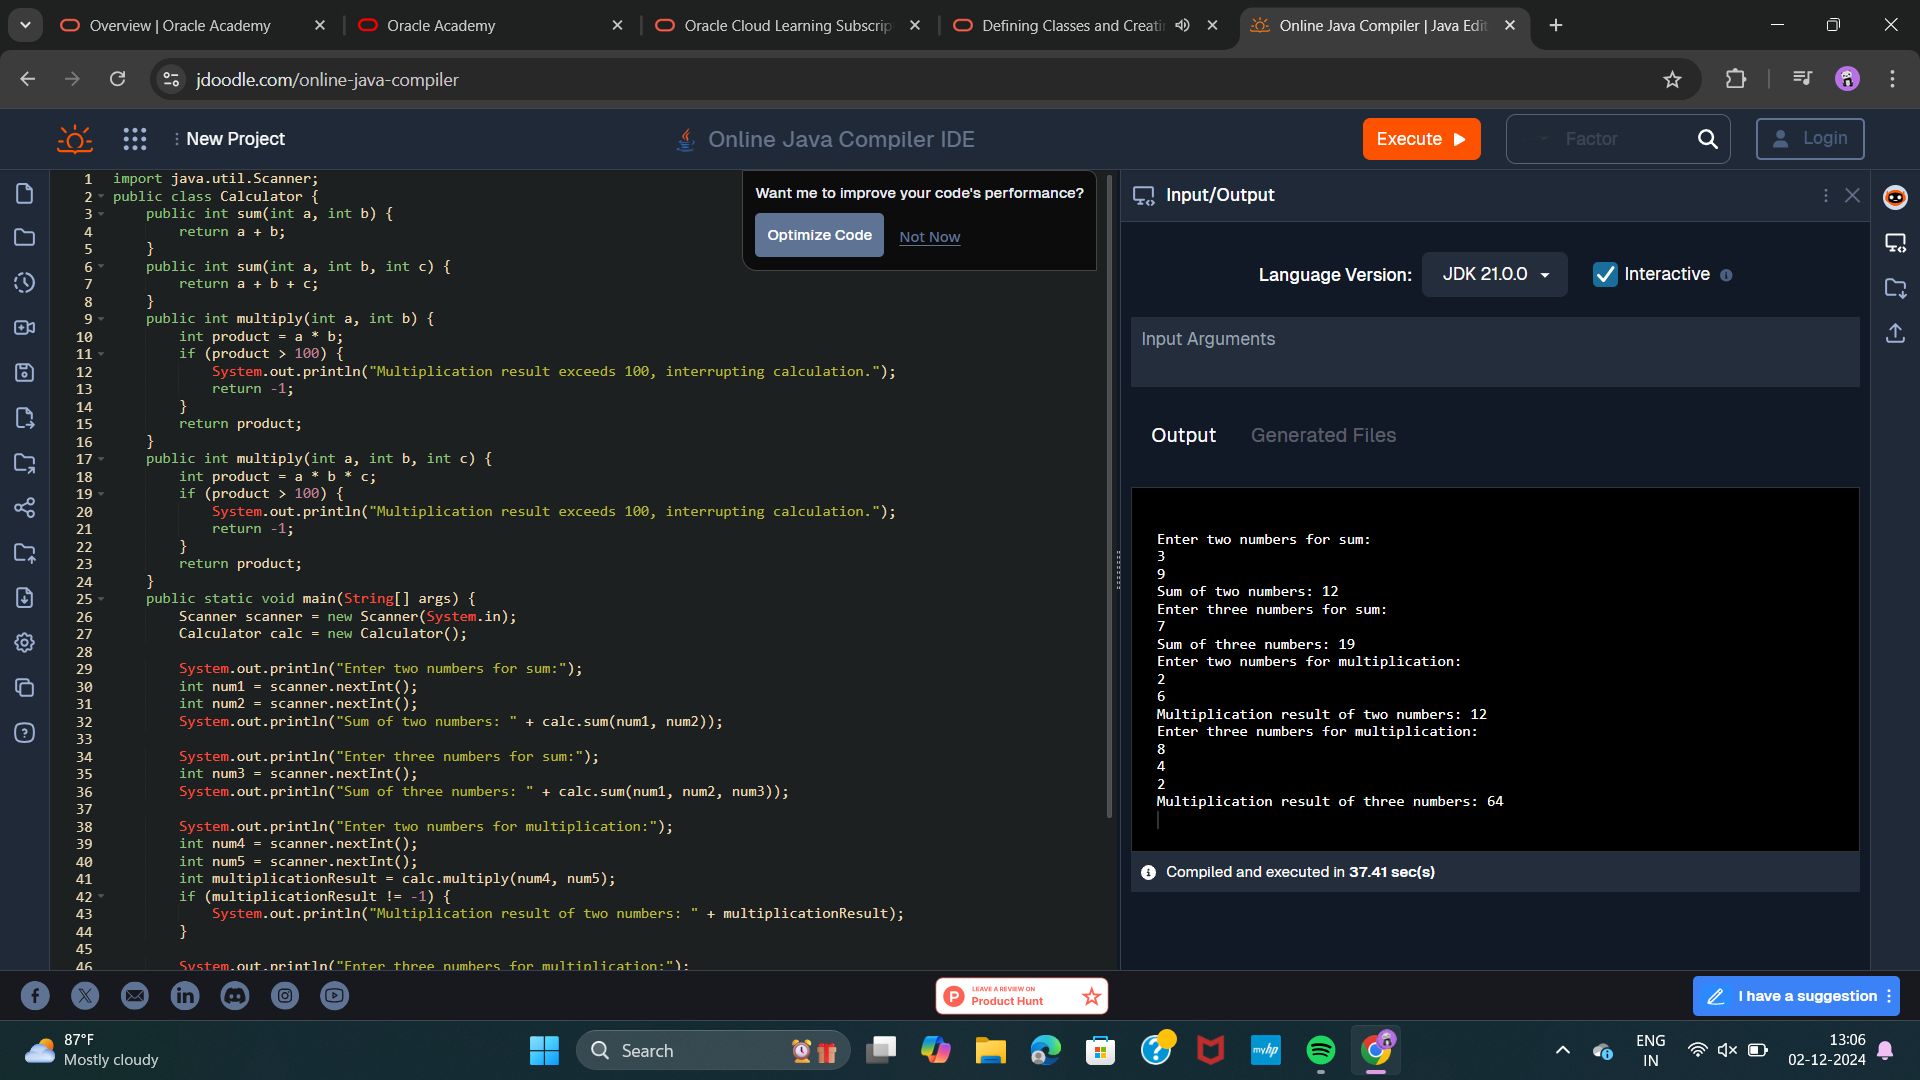 Overview | Oracle Academy
Oracle Academy
Oracle Cloud Learning Subscrip
Defining Classes and Creati
Online Java Compiler | Java Edit
jdoodle.com/online-java-compiler
New Project
Online Java Compiler IDE
Execute
Factor
Login
1 import java.util.Scanner;
2 public class Calculator {
3 public int sum(int a, int b) {
4 return a + b;
5 }
6 public int sum(int a, int b, int c) {
7 return a + b + c;
8 }
9 public int multiply(int a, int b) {
10 int product = a * b;
11 if (product > 100) {
12 System.out.println("Multiplication result exceeds 100, interrupting calculation.");
13 return -1;
14 }
15 return product;
16 }
17 public int multiply(int a, int b, int c) {
18 int product = a * b * c;
19 if (product > 100) {
20 System.out.println("Multiplication result exceeds 100, interrupting calculation.");
21 return -1;
22 }
23 return product;
24 }
25 public static void main(String[] args) {
26 Scanner scanner = new Scanner(System.in);
27 Calculator calc = new Calculator();
28
29 System.out.println("Enter two numbers for sum:");
30 int num1 = scanner.nextInt();
31 int num2 = scanner.nextInt();
32 System.out.println("Sum of two numbers: " + calc.sum(num1, num2));
33
34 System.out.println("Enter three numbers for sum:");
35 int num3 = scanner.nextInt();
36 System.out.println("Sum of three numbers: " + calc.sum(num1, num2, num3));
37
38 System.out.println("Enter two numbers for multiplication:");
39 int num4 = scanner.nextInt();
40 int num5 = scanner.nextInt();
41 int multiplicationResult = calc.multiply(num4, num5);
42 if (multiplicationResult != -1) {
43 System.out.println("Multiplication result of two numbers: " + multiplicationResult);
44 }
45
46 System.out.println("Enter three numbers for multiplication:");
Want me to improve your code's performance?
Optimize Code
Not Now
Input/Output
Language Version:
JDK 21.0.0
Interactive
Input Arguments
Output
Generated Files
Enter two numbers for sum:
3
9
Sum of two numbers: 12
Enter three numbers for sum:
7
Sum of three numbers: 19
Enter two numbers for multiplication:
2
6
Multiplication result of two numbers: 12
Enter three numbers for multiplication:
8
4
2
Multiplication result of three numbers: 64
Compiled and executed in 37.41 sec(s)
LEAVE A REVIEW ON
Product Hunt
I have a suggestion
87°F
Mostly cloudy
Search
myhp
ENG
IN
13:06
02-12-2024